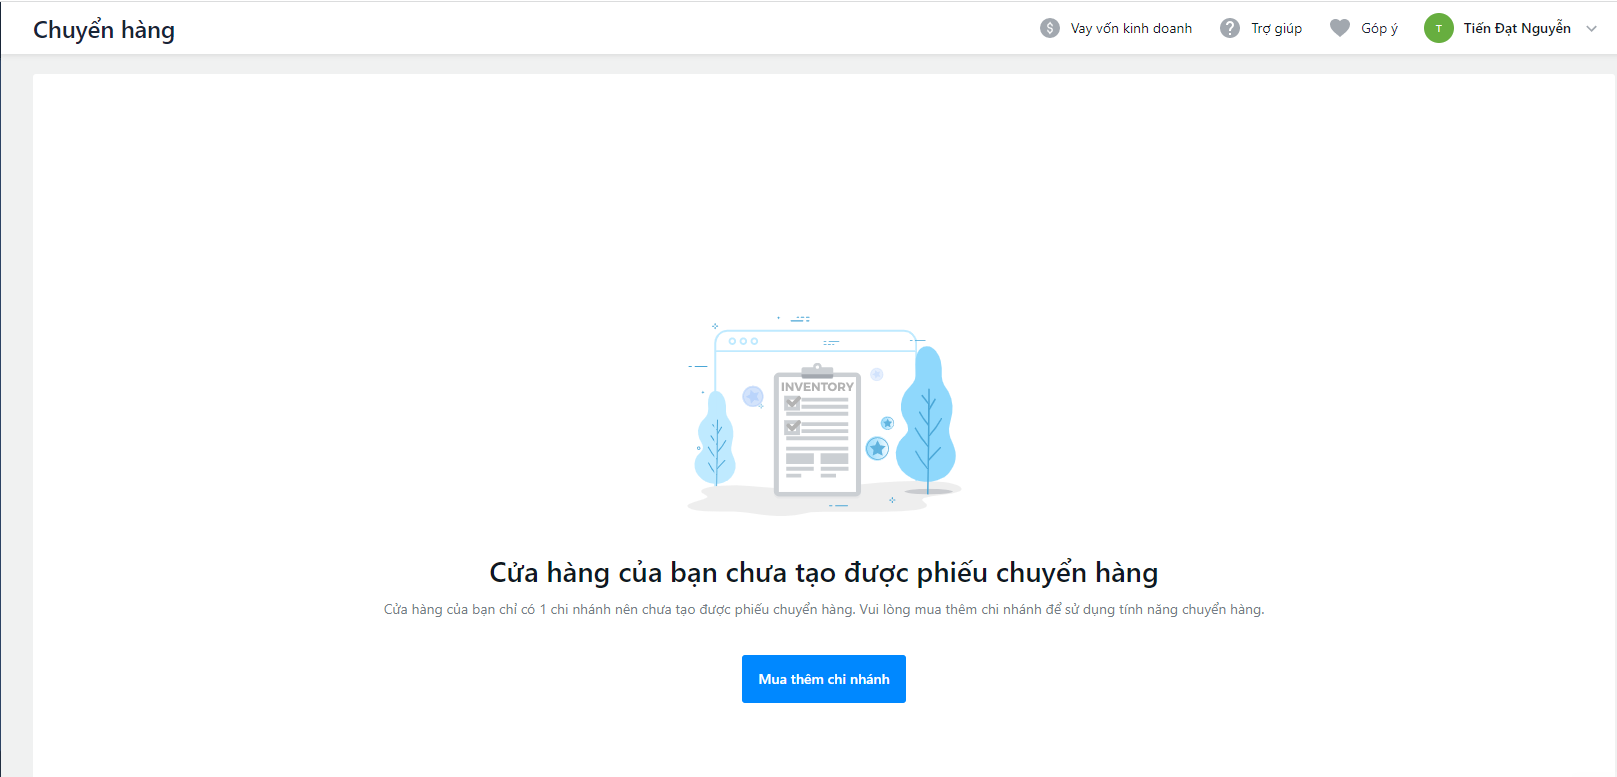 Chuyển hàng
Vay vốn kinh doanh
Trợ giúp
Góp ý
T
Tiến Đạt Nguyễn
INVENTORY
Cửa hàng của bạn chưa tạo được phiếu chuyển hàng
Cửa hàng của bạn chỉ có 1 chi nhánh nên chưa tạo được phiếu chuyển hàng. Vui lòng mua thêm chi nhánh để sử dụng tính năng chuyển hàng.
Mua thêm chi nhánh